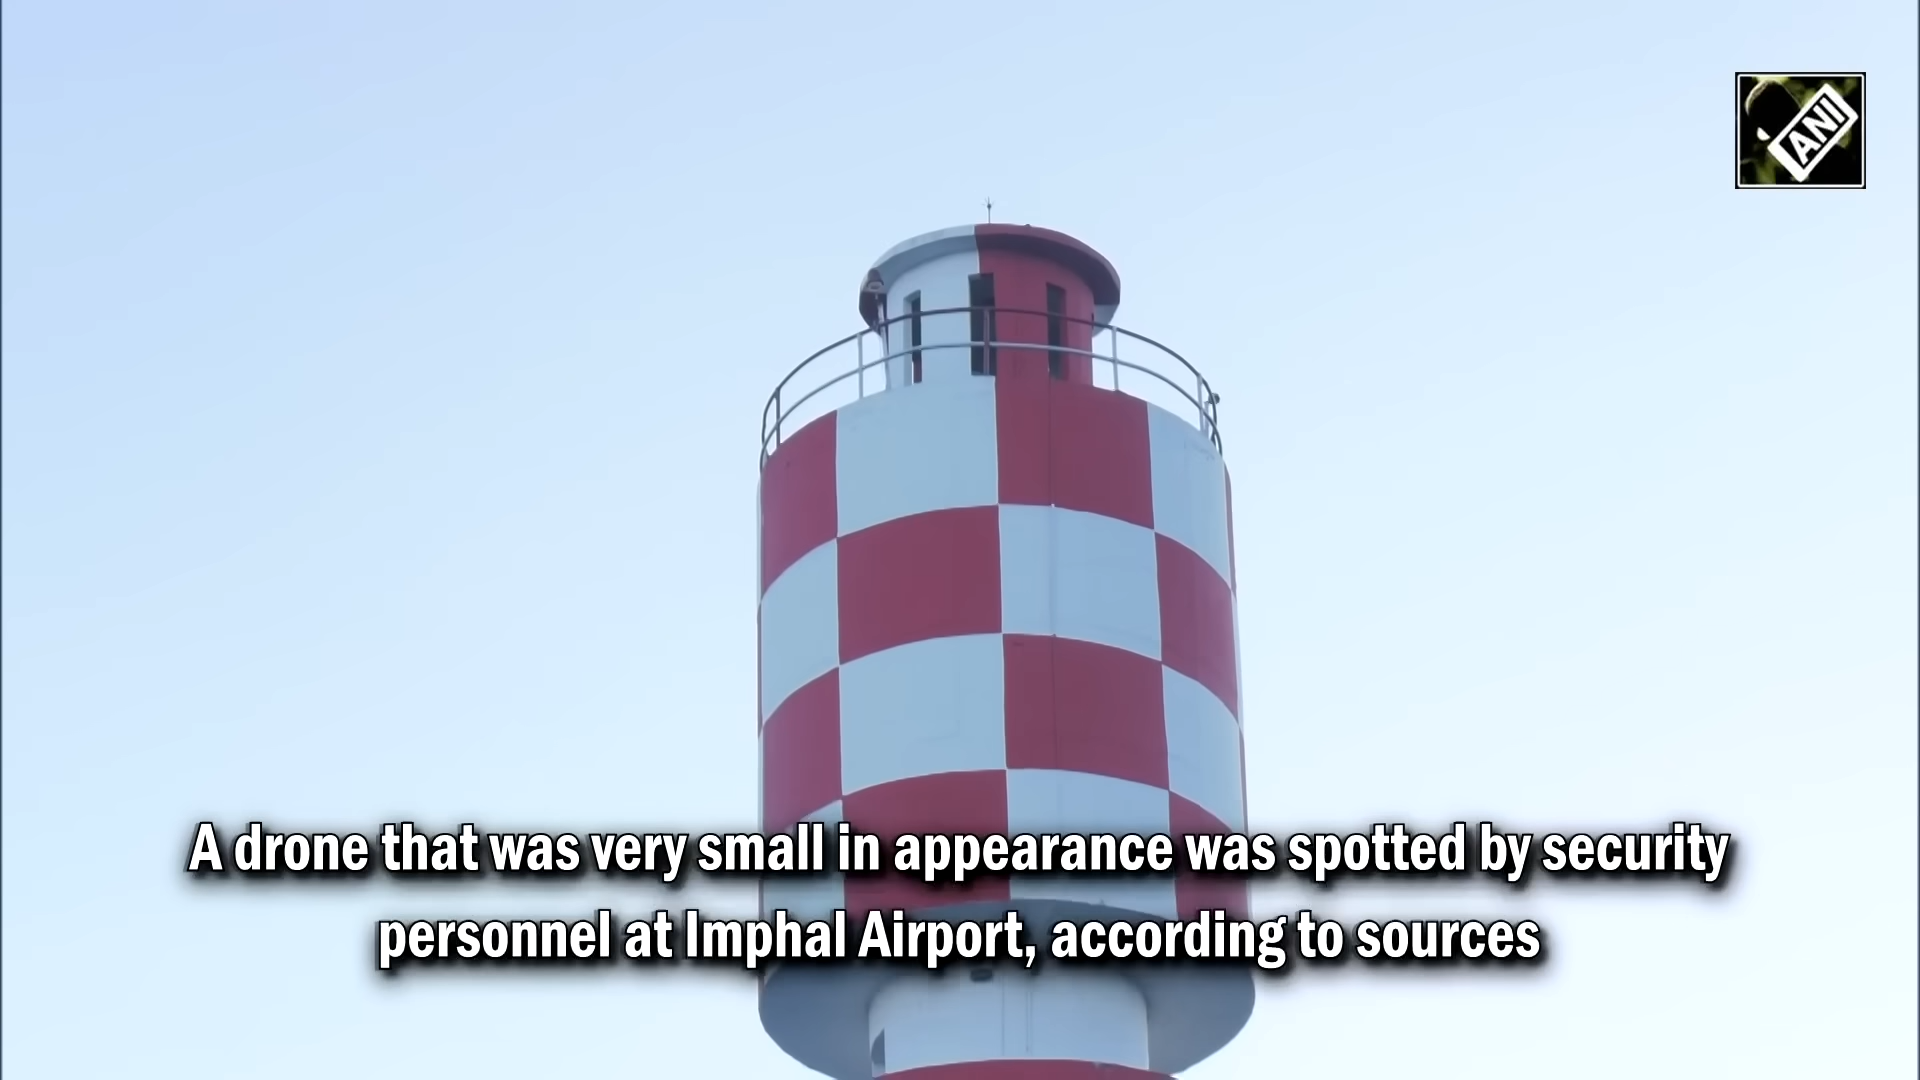 ANI
A drone that was very small in appearance was spotted by security
personnel at Imphal Airport, according to sources